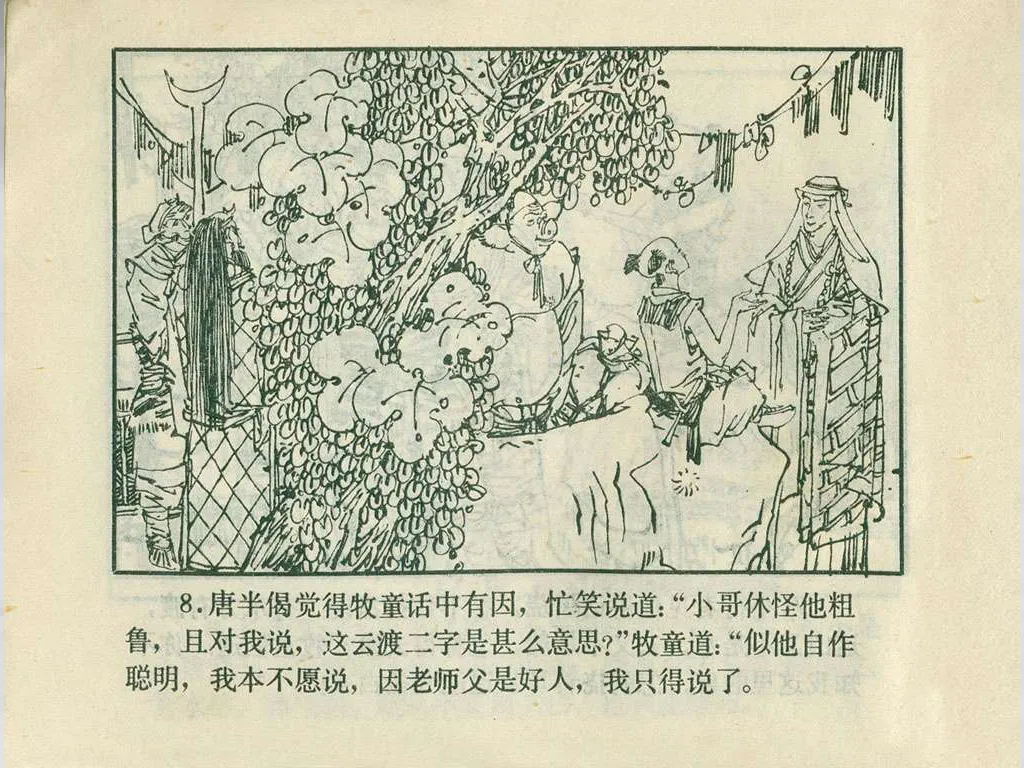 8.唐半偈觉得牧童话中有因，忙笑说道：“小哥休怪他粗
鲁，且对我说，这云渡二字是甚么意思？”牧童道：“似他自作
聪明，我本不愿说，因老师父是好人，我只得说了。